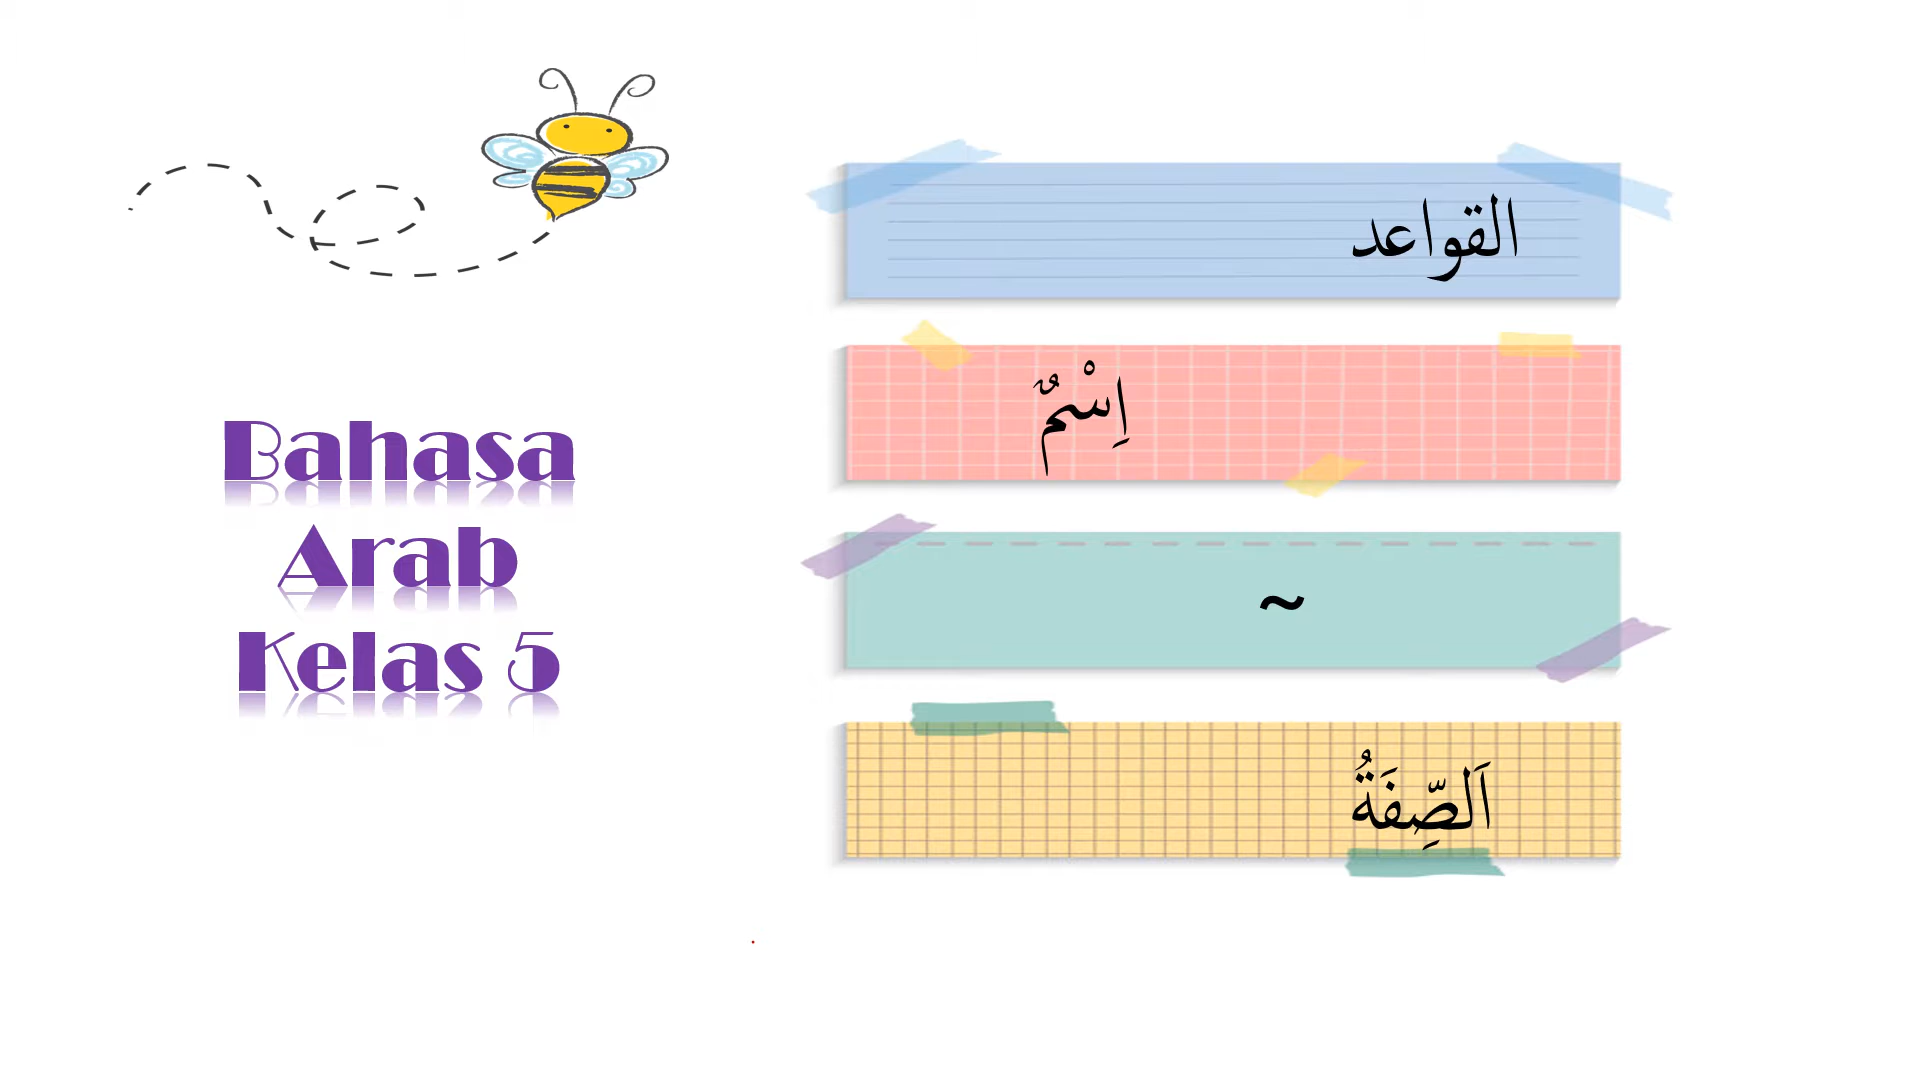 Bahasa
Arab
Kelas 5
القواعد
اِسْمٌ
~
اَلصِّفَةُ